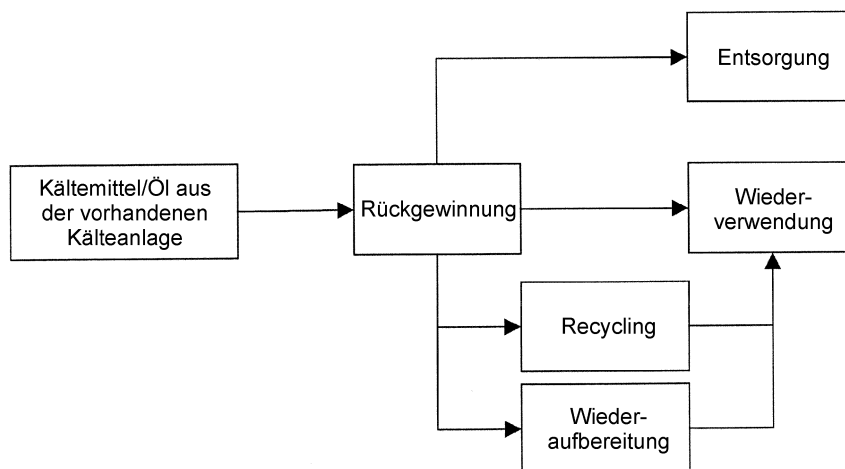 Entsorgung
Kältemittel/Öl aus
der vorhandenen
Kälteanlage
Rückgewinnung
Wieder-
verwendung
Recycling
Wieder-
aufbereitung